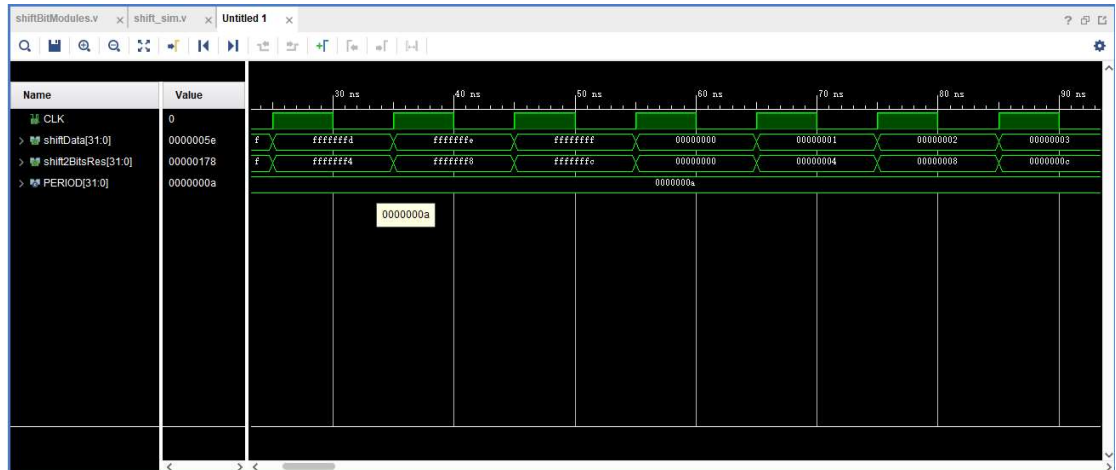 shiftBitModules.v × shift_sim.v × Untitled 1 × ?
Name Value 30 ns 40 ns 50 ns 60 ns 70 ns 80 ns 90 ns
CLK 0
> shiftData[31:0] 0000005e f fffffffd fffffffe ffffffff 00000000 00000001 00000002 00000003
> shift2BitsRes[31:0] 00000178 f fffffff4 fffffff8 fffffffc 00000000 00000004 00000008 0000000c
> PERIOD[31:0] 0000000a 0000000a
0000000a